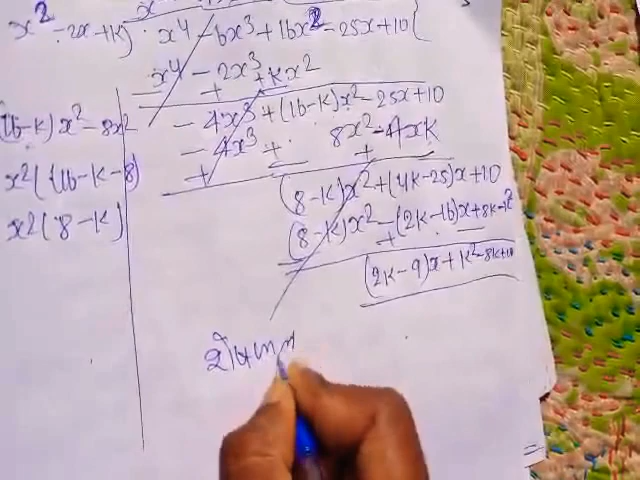 x² - 2x + k) x⁴ - 6x³ + 16x² - 25x + 10 (
x⁴ - 2x³ + kx²
+
(16-k)x² - 8x²
- 4x³ + (16-k)x² - 25x + 10
- 4x³ + 8x² - 4xk
+ +
x²(16-k-8)
x²(8-k)
(8-k)x² + (4k-25)x + 10
(8-k)x² - (2k-16)x + 8k-k²
+ -
(2k-9)x + k² - 8k + 10